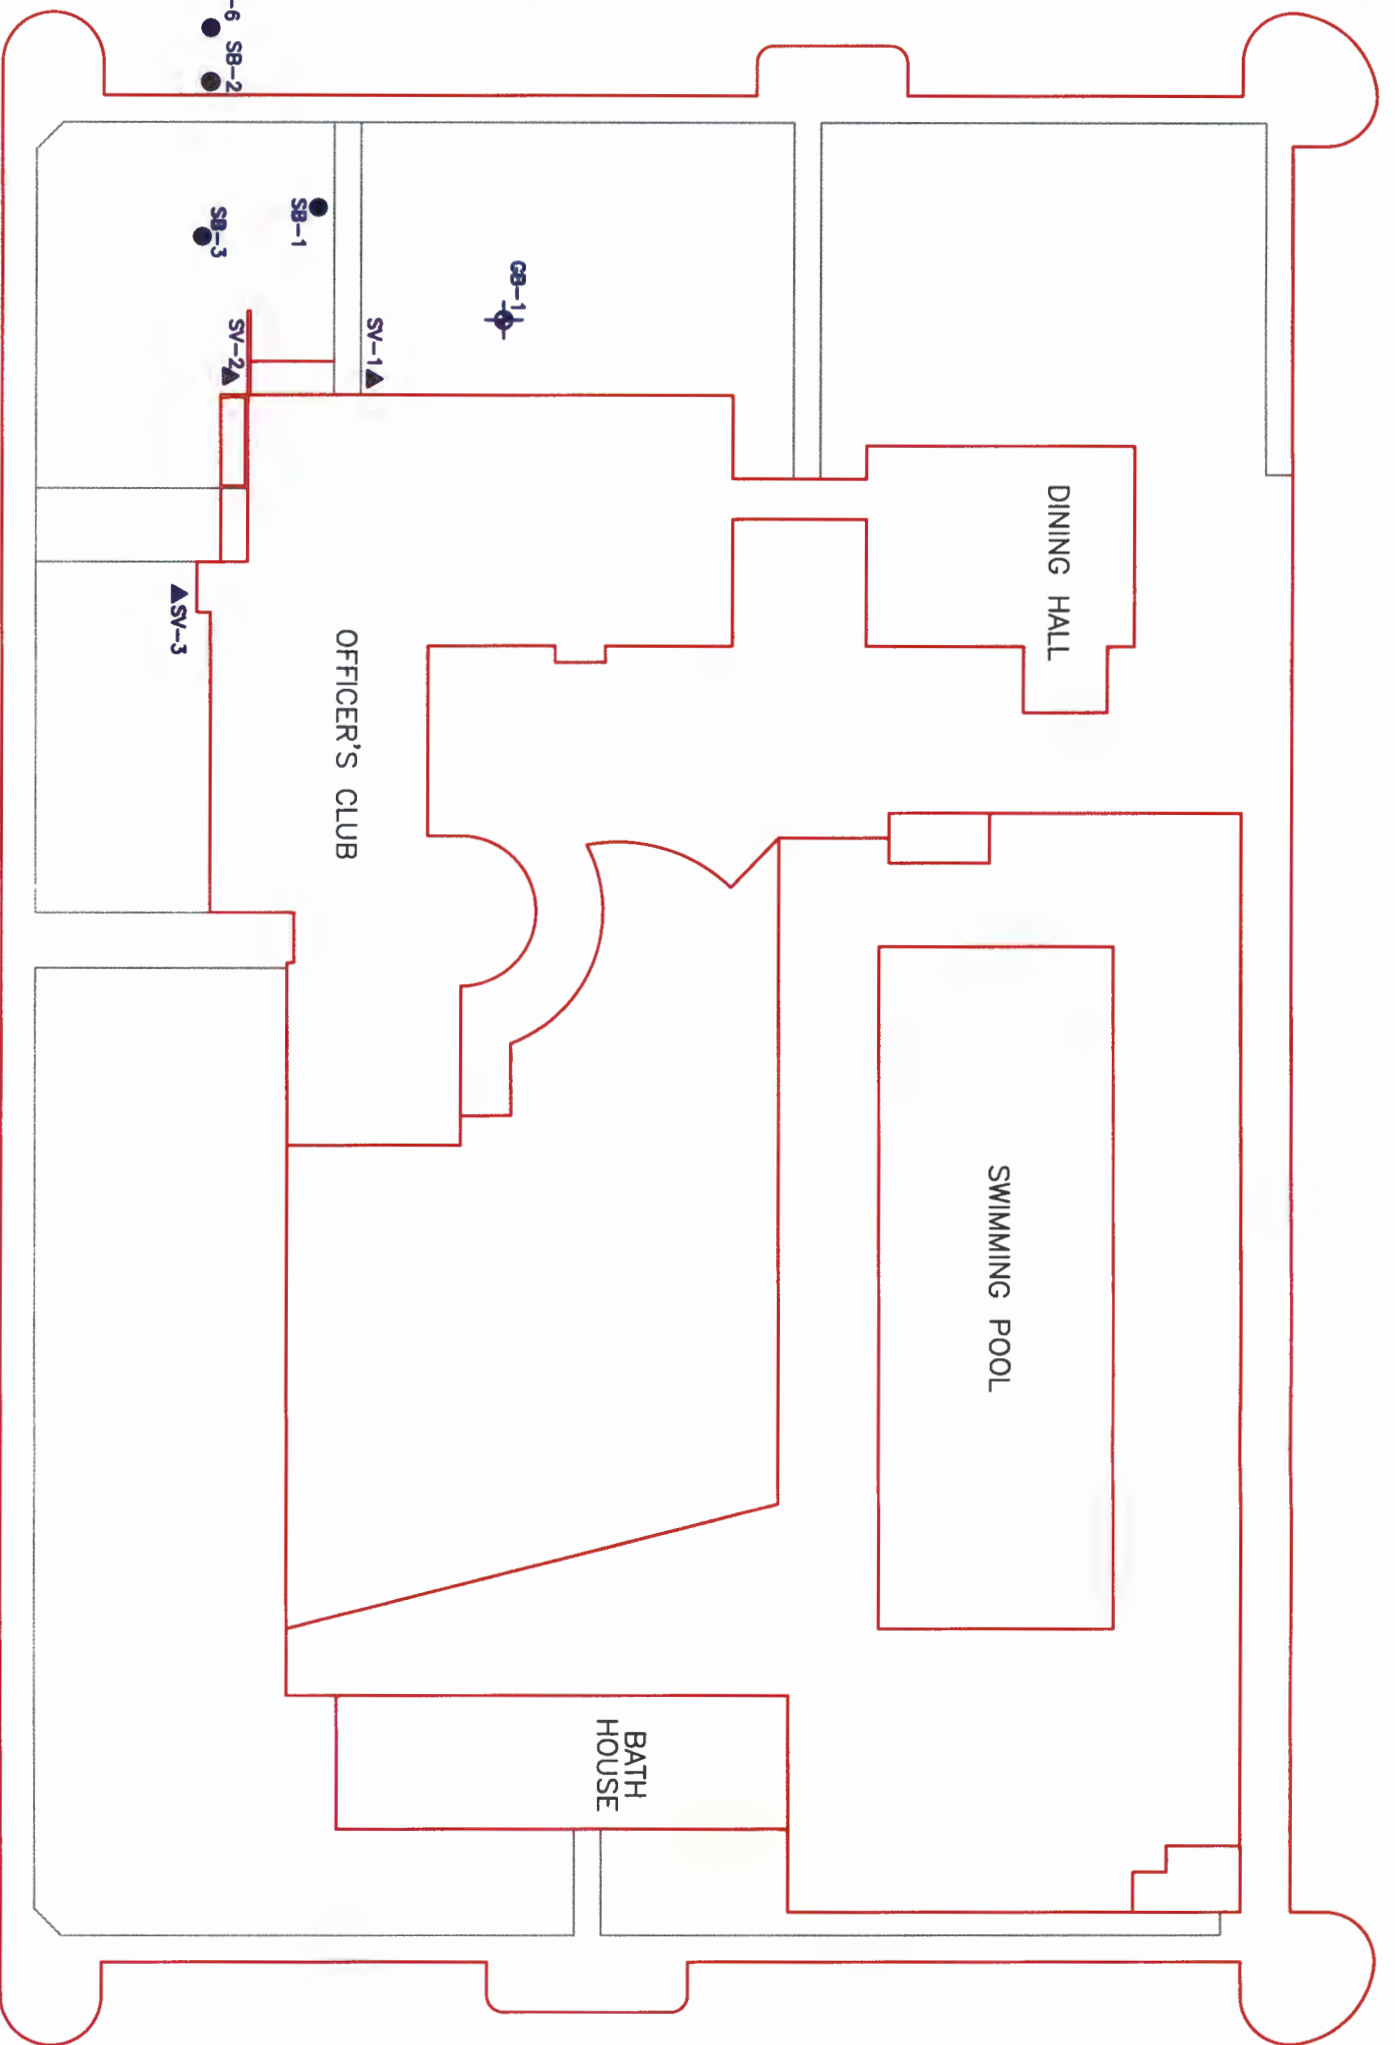 -6
SB-2
SB-1
SB-3
GB-1
SV-1
SV-2
SV-3
DINING HALL
OFFICER'S CLUB
SWIMMING POOL
BATH
HOUSE